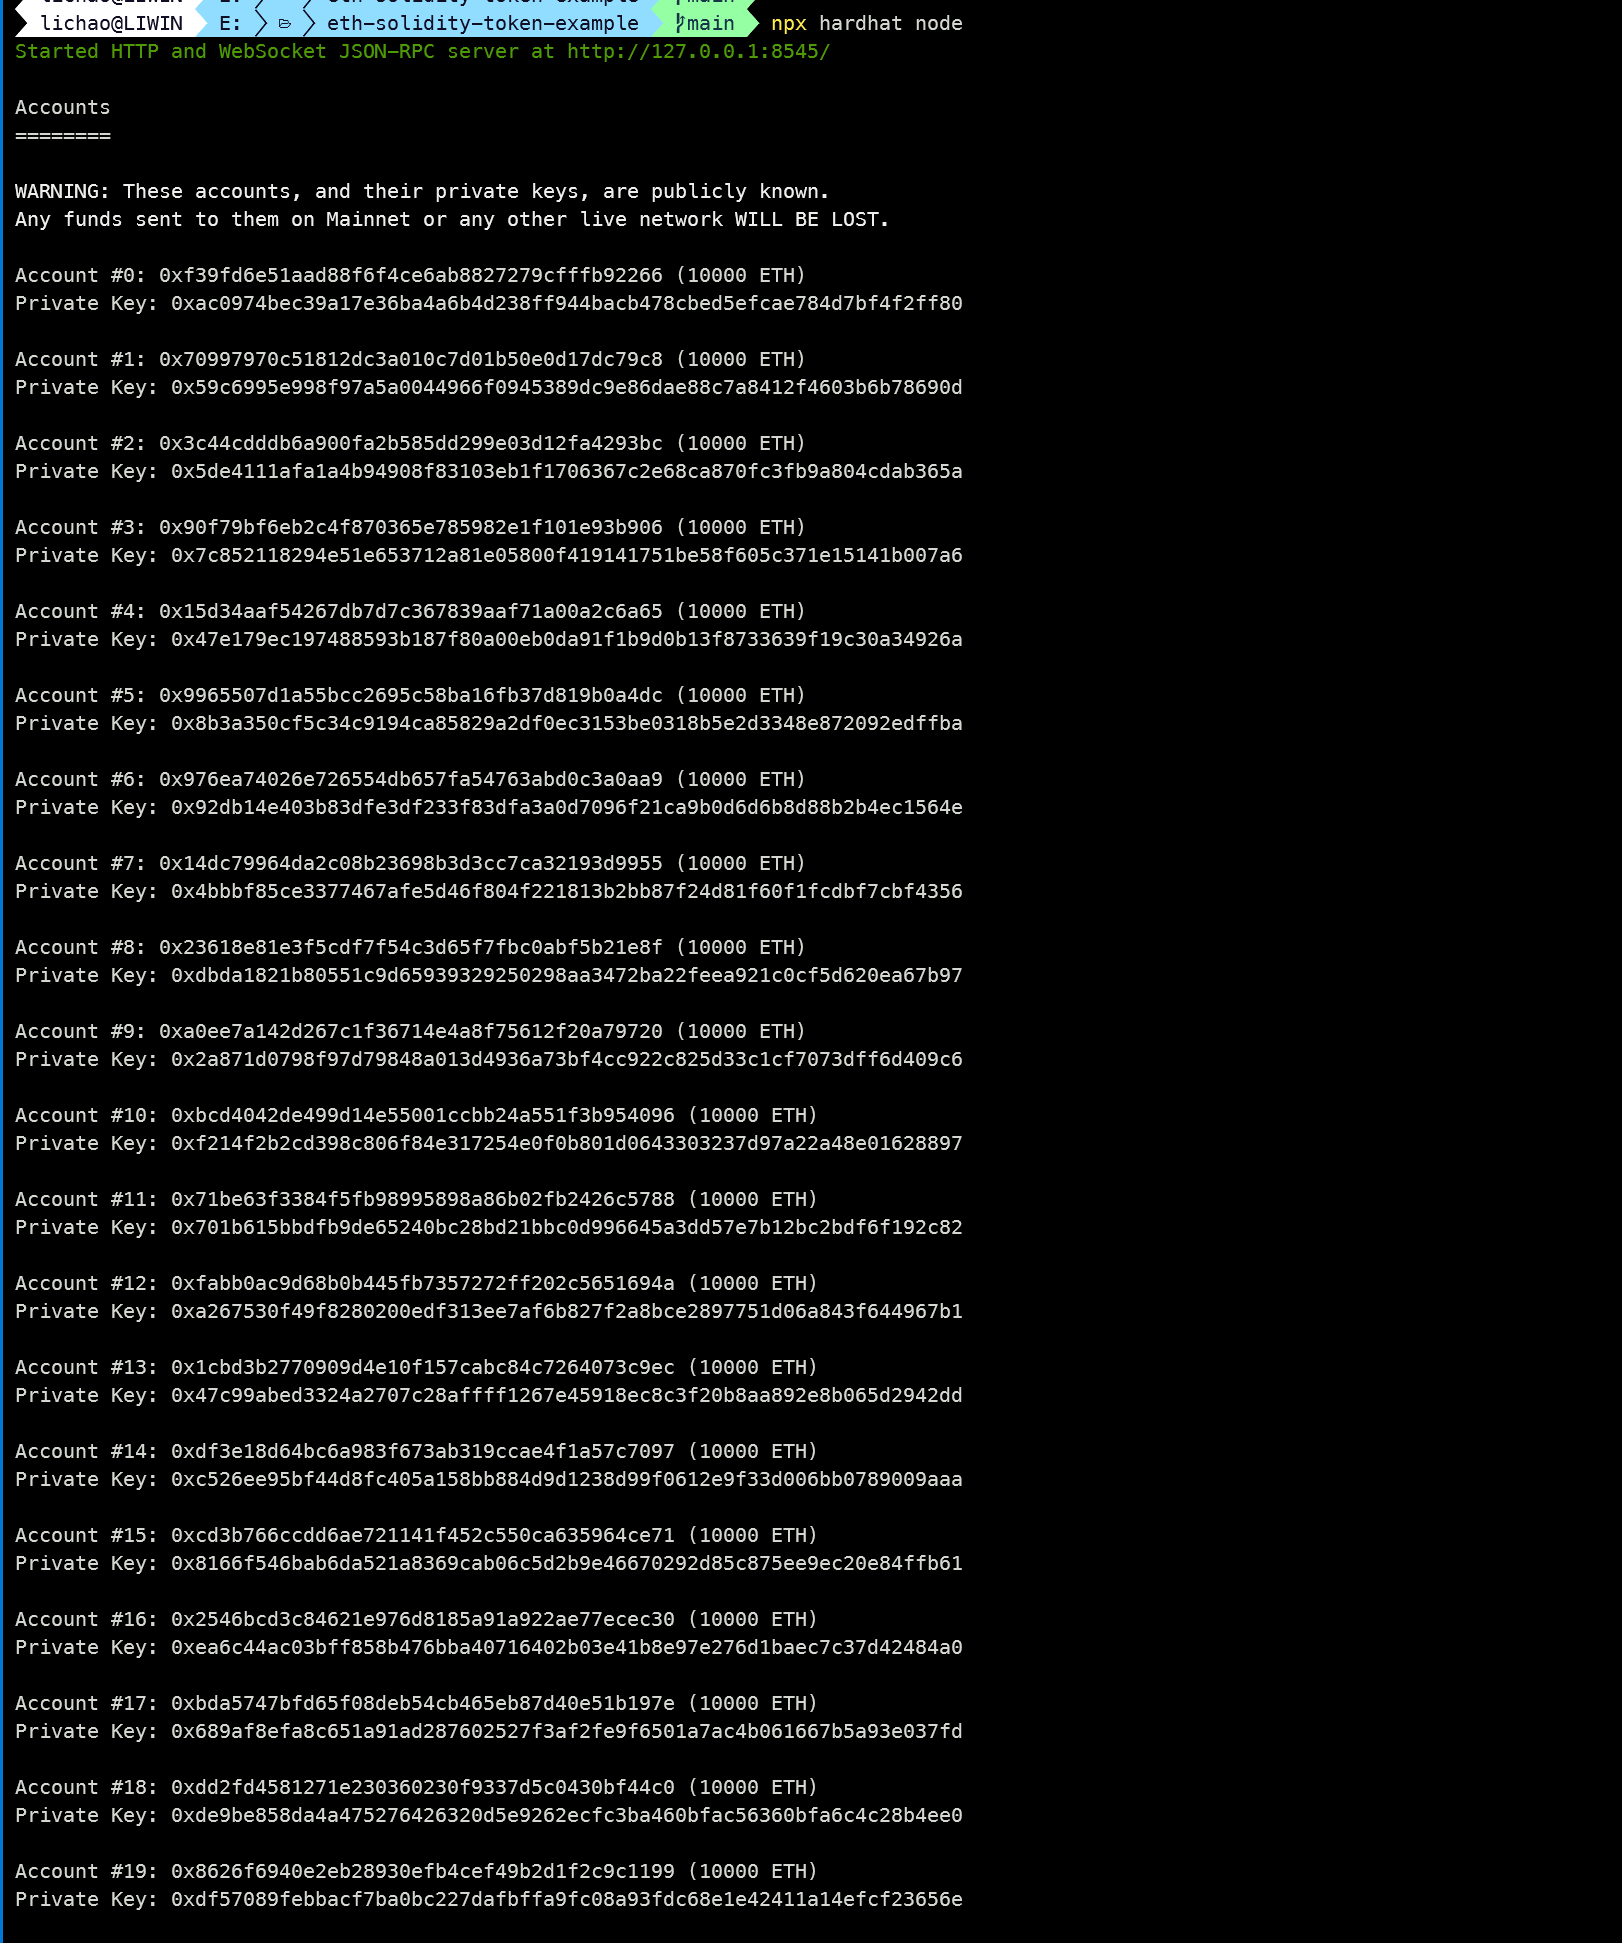 lichao@LIWIN E: eth-solidity-token-example main
lichao@LIWIN E: eth-solidity-token-example main npx hardhat node
Started HTTP and WebSocket JSON-RPC server at http://127.0.0.1:8545/
Accounts
========
WARNING: These accounts, and their private keys, are publicly known.
Any funds sent to them on Mainnet or any other live network WILL BE LOST.
Account #0: 0xf39fd6e51aad88f6f4ce6ab8827279cfffb92266 (10000 ETH)
Private Key: 0xac0974bec39a17e36ba4a6b4d238ff944bacb478cbed5efcae784d7bf4f2ff80
Account #1: 0x70997970c51812dc3a010c7d01b50e0d17dc79c8 (10000 ETH)
Private Key: 0x59c6995e998f97a5a0044966f0945389dc9e86dae88c7a8412f4603b6b78690d
Account #2: 0x3c44cdddb6a900fa2b585dd299e03d12fa4293bc (10000 ETH)
Private Key: 0x5de4111afa1a4b94908f83103eb1f1706367c2e68ca870fc3fb9a804cdab365a
Account #3: 0x90f79bf6eb2c4f870365e785982e1f101e93b906 (10000 ETH)
Private Key: 0x7c852118294e51e653712a81e05800f419141751be58f605c371e15141b007a6
Account #4: 0x15d34aaf54267db7d7c367839aaf71a00a2c6a65 (10000 ETH)
Private Key: 0x47e179ec197488593b187f80a00eb0da91f1b9d0b13f8733639f19c30a34926a
Account #5: 0x9965507d1a55bcc2695c58ba16fb37d819b0a4dc (10000 ETH)
Private Key: 0x8b3a350cf5c34c9194ca85829a2df0ec3153be0318b5e2d3348e872092edffba
Account #6: 0x976ea74026e726554db657fa54763abd0c3a0aa9 (10000 ETH)
Private Key: 0x92db14e403b83dfe3df233f83dfa3a0d7096f21ca9b0d6d6b8d88b2b4ec1564e
Account #7: 0x14dc79964da2c08b23698b3d3cc7ca32193d9955 (10000 ETH)
Private Key: 0x4bbbf85ce3377467afe5d46f804f221813b2bb87f24d81f60f1fcdbf7cbf4356
Account #8: 0x23618e81e3f5cdf7f54c3d65f7fbc0abf5b21e8f (10000 ETH)
Private Key: 0xdbda1821b80551c9d65939329250298aa3472ba22feea921c0cf5d620ea67b97
Account #9: 0xa0ee7a142d267c1f36714e4a8f75612f20a79720 (10000 ETH)
Private Key: 0x2a871d0798f97d79848a013d4936a73bf4cc922c825d33c1cf7073dff6d409c6
Account #10: 0xbcd4042de499d14e55001ccbb24a551f3b954096 (10000 ETH)
Private Key: 0xf214f2b2cd398c806f84e317254e0f0b801d0643303237d97a22a48e01628897
Account #11: 0x71be63f3384f5fb98995898a86b02fb2426c5788 (10000 ETH)
Private Key: 0x701b615bbdfb9de65240bc28bd21bbc0d996645a3dd57e7b12bc2bdf6f192c82
Account #12: 0xfabb0ac9d68b0b445fb7357272ff202c5651694a (10000 ETH)
Private Key: 0xa267530f49f8280200edf313ee7af6b827f2a8bce2897751d06a843f644967b1
Account #13: 0x1cbd3b2770909d4e10f157cabc84c7264073c9ec (10000 ETH)
Private Key: 0x47c99abed3324a2707c28affff1267e45918ec8c3f20b8aa892e8b065d2942dd
Account #14: 0xdf3e18d64bc6a983f673ab319ccae4f1a57c7097 (10000 ETH)
Private Key: 0xc526ee95bf44d8fc405a158bb884d9d1238d99f0612e9f33d006bb0789009aaa
Account #15: 0xcd3b766ccdd6ae721141f452c550ca635964ce71 (10000 ETH)
Private Key: 0x8166f546bab6da521a8369cab06c5d2b9e46670292d85c875ee9ec20e84ffb61
Account #16: 0x2546bcd3c84621e976d8185a91a922ae77ecec30 (10000 ETH)
Private Key: 0xea6c44ac03bff858b476bba40716402b03e41b8e97e276d1baec7c37d42484a0
Account #17: 0xbda5747bfd65f08deb54cb465eb87d40e51b197e (10000 ETH)
Private Key: 0x689af8efa8c651a91ad287602527f3af2fe9f6501a7ac4b061667b5a93e037fd
Account #18: 0xdd2fd4581271e230360230f9337d5c0430bf44c0 (10000 ETH)
Private Key: 0xde9be858da4a475276426320d5e9262ecfc3ba460bfac56360bfa6c4c28b4ee0
Account #19: 0x8626f6940e2eb28930efb4cef49b2d1f2c9c1199 (10000 ETH)
Private Key: 0xdf57089febbacf7ba0bc227dafbffa9fc08a93fdc68e1e42411a14efcf23656e